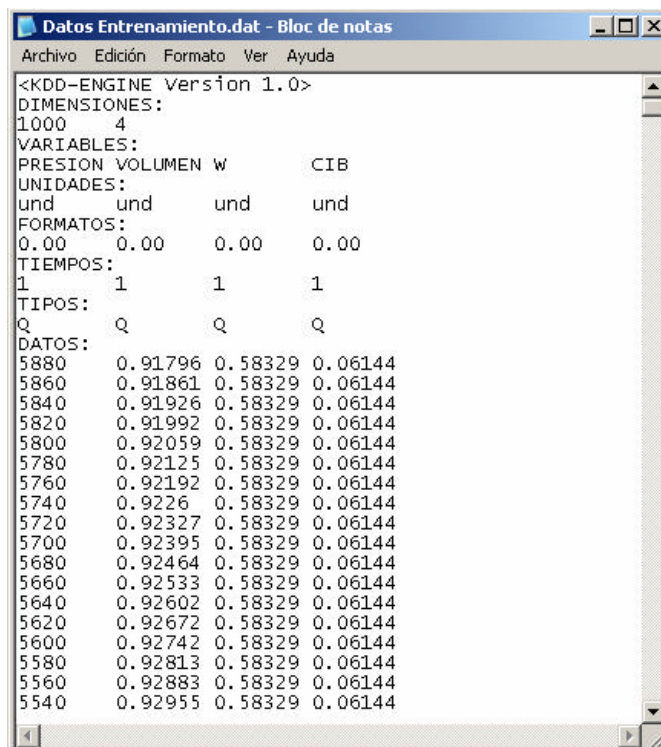 Datos Entrenamiento.dat - Bloc de notas
Archivo Edición Formato Ver Ayuda
<KDD-ENGINE Version 1.0>
DIMENSIONES:
1000 4
VARIABLES:
PRESION VOLUMEN W CIB
UNIDADES:
und und und und
FORMATOS:
0.00 0.00 0.00 0.00
TIEMPOS:
1 1 1 1
TIPOS:
Q Q Q Q
DATOS:
5880 0.91796 0.58329 0.06144
5860 0.91861 0.58329 0.06144
5840 0.91926 0.58329 0.06144
5820 0.91992 0.58329 0.06144
5800 0.92059 0.58329 0.06144
5780 0.92125 0.58329 0.06144
5760 0.92192 0.58329 0.06144
5740 0.9226 0.58329 0.06144
5720 0.92327 0.58329 0.06144
5700 0.92395 0.58329 0.06144
5680 0.92464 0.58329 0.06144
5660 0.92533 0.58329 0.06144
5640 0.92602 0.58329 0.06144
5620 0.92672 0.58329 0.06144
5600 0.92742 0.58329 0.06144
5580 0.92813 0.58329 0.06144
5560 0.92883 0.58329 0.06144
5540 0.92955 0.58329 0.06144